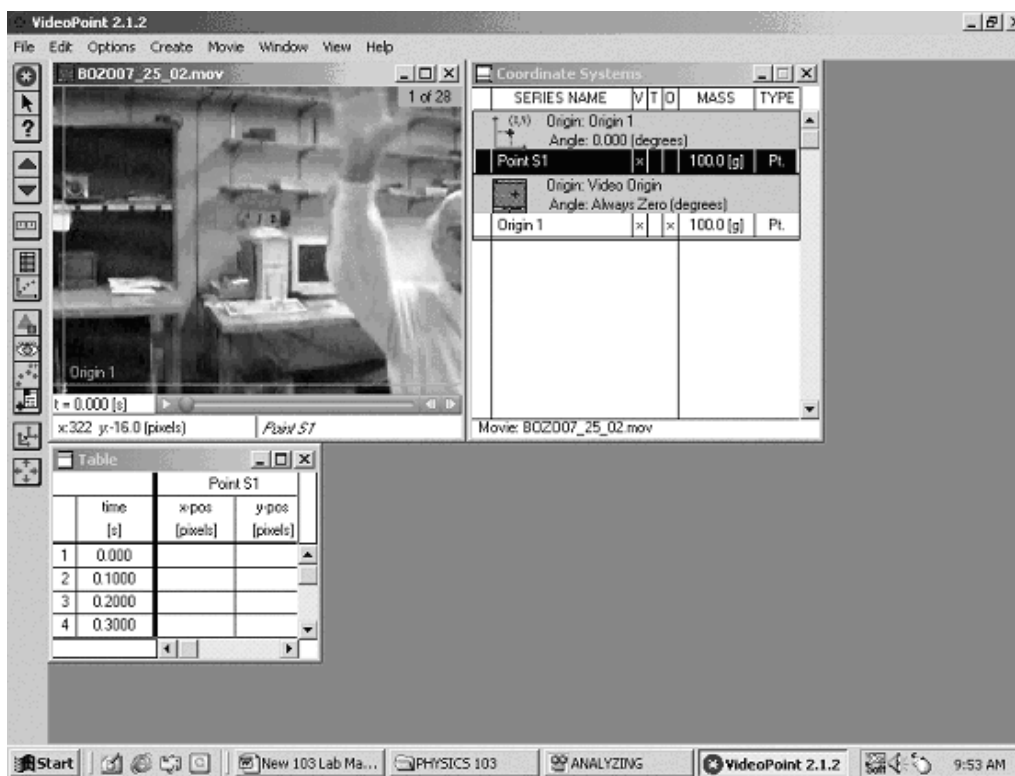 VideoPoint 2.1.2
File Edit Options Create Movie Window View Help
BOZO07_25_02.mov
1 of 28
Origin 1
t = 0.000 [s]
x:322 y:-16.0 (pixels) Point S1
Coordinate Systems
SERIES NAME V T O MASS TYPE
(X,Y) Origin: Origin 1
Angle: 0.000 (degrees)
Point S1 x 100.0 [g] Pt.
Origin: Video Origin
Angle: Always Zero (degrees)
Origin 1 x x 100.0 [g] Pt.
Movie: BOZO07_25_02.mov
Table
Point S1
time x-pos y-pos
[s] [pixels] [pixels]
1 0.000
2 0.1000
3 0.2000
4 0.3000
Start New 103 Lab Ma... PHYSICS 103 ANALYZING VideoPoint 2.1.2 9:53 AM